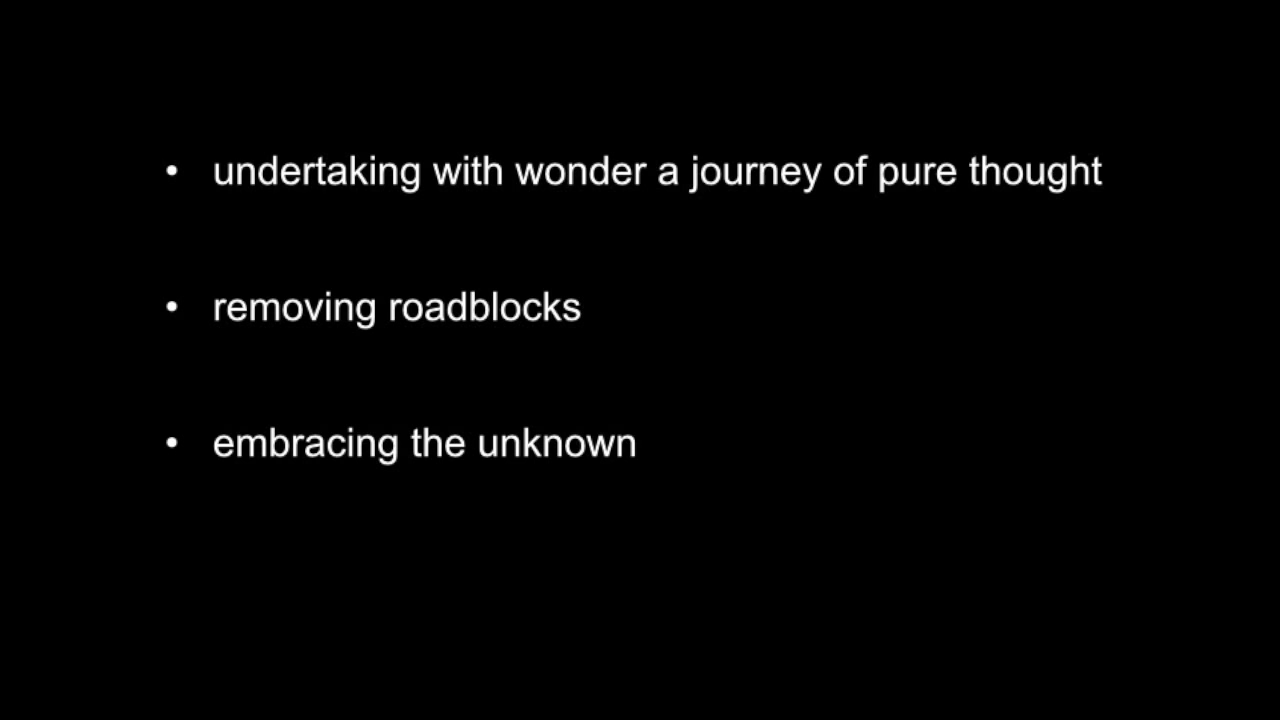 • undertaking with wonder a journey of pure thought
• removing roadblocks
• embracing the unknown